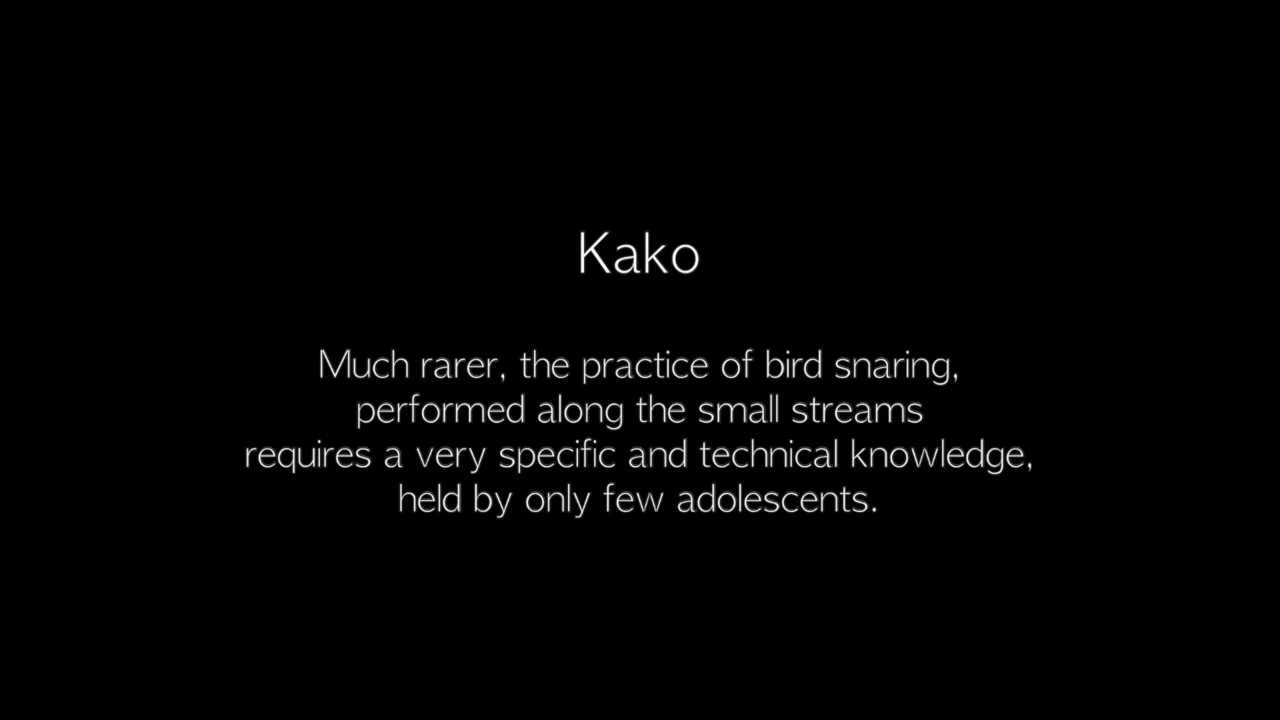 Kako
Much rarer, the practice of bird snaring,
performed along the small streams
requires a very specific and technical knowledge,
held by only few adolescents.